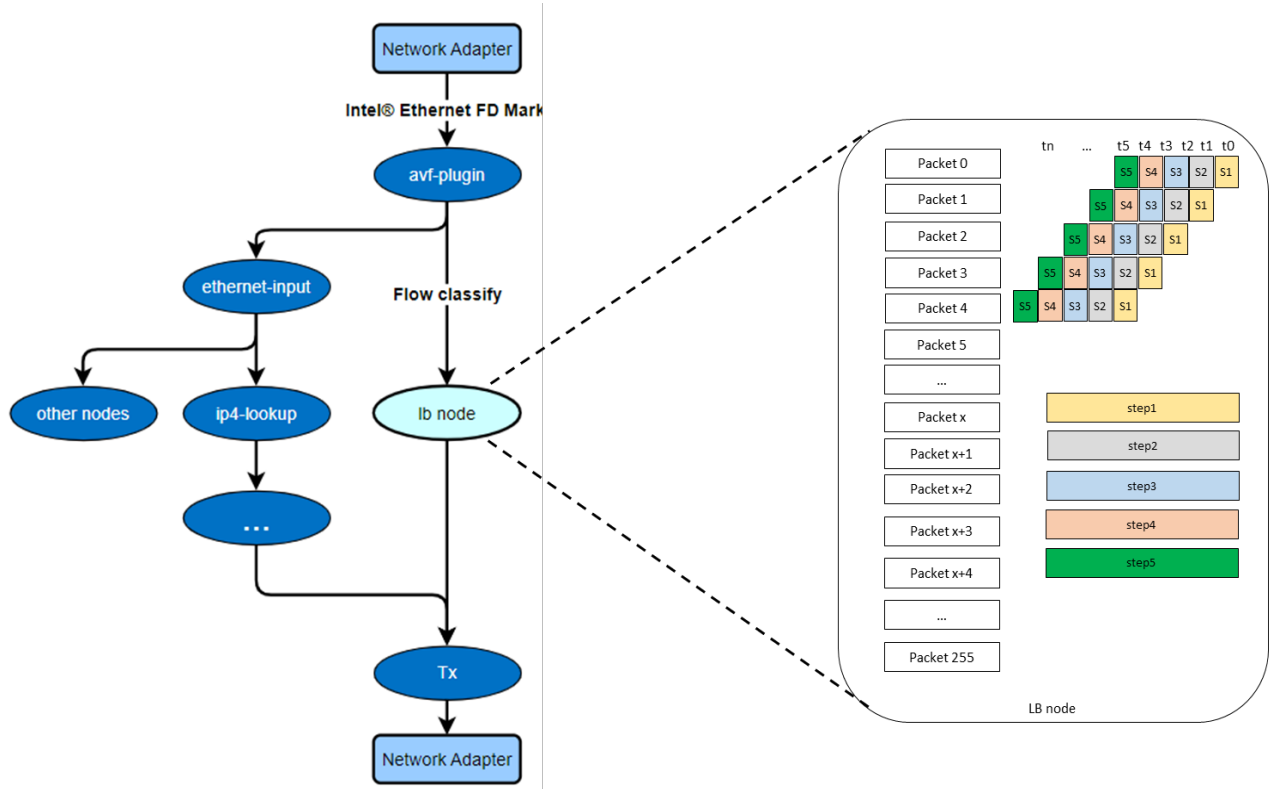 Network Adapter
Intel® Ethernet FD Mark
avf-plugin
ethernet-input
Flow classify
other nodes
ip4-lookup
lb node
...
Tx
Network Adapter
tn ... t5 t4 t3 t2 t1 t0
Packet 0
S5 S4 S3 S2 S1
Packet 1
S5 S4 S3 S2 S1
Packet 2
S5 S4 S3 S2 S1
Packet 3
S5 S4 S3 S2 S1
Packet 4
S5 S4 S3 S2 S1
Packet 5
...
Packet x
Packet x+1
Packet x+2
Packet x+3
Packet x+4
...
Packet 255
step1
step2
step3
step4
step5
LB node